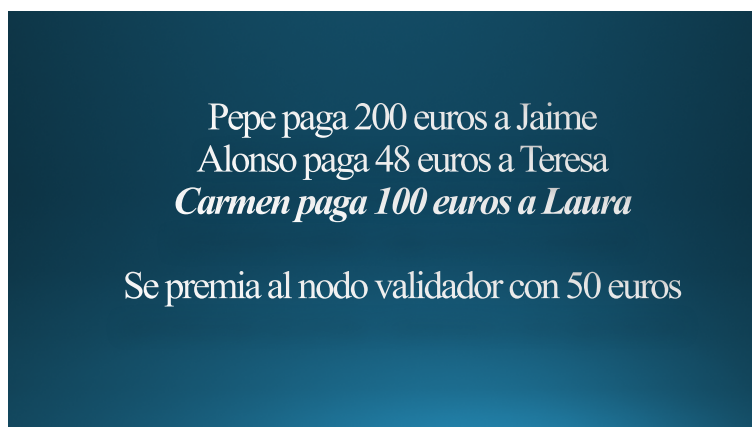 Pepe paga 200 euros a Jaime
Alonso paga 48 euros a Teresa
Carmen paga 100 euros a Laura
Se premia al nodo validador con 50 euros